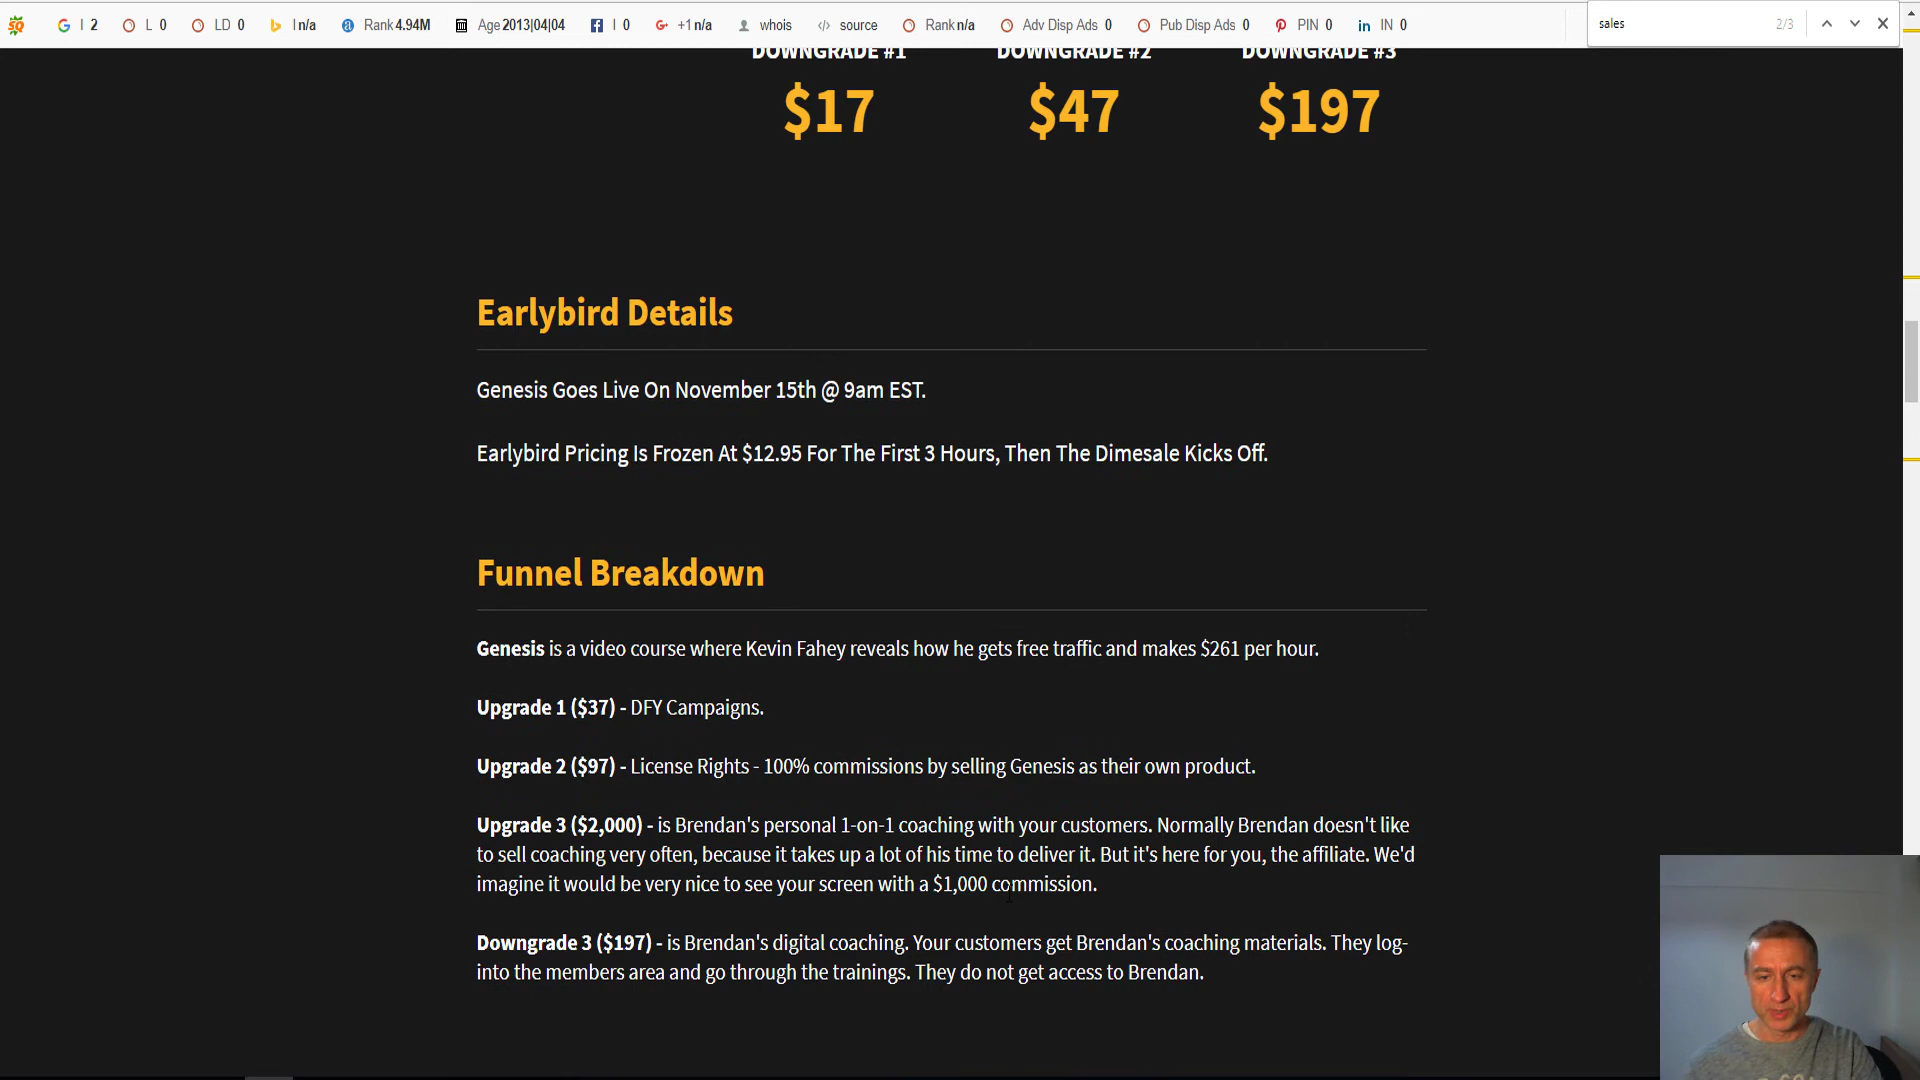 I 2 L 0 LD 0 I n/a Rank 4.94M Age 2013|04|04 I 0 +1 n/a whois source Rank n/a Adv Disp Ads 0 Pub Disp Ads 0 PIN 0 IN 0 sales 2/3
DOWNGRADE #1 DOWNGRADE #2 DOWNGRADE #3
$17 $47 $197
Earlybird Details
Genesis Goes Live On November 15th @ 9am EST.
Earlybird Pricing Is Frozen At $12.95 For The First 3 Hours, Then The Dimesale Kicks Off.
Funnel Breakdown
Genesis is a video course where Kevin Fahey reveals how he gets free traffic and makes $261 per hour.
Upgrade 1 ($37) - DFY Campaigns.
Upgrade 2 ($97) - License Rights - 100% commissions by selling Genesis as their own product.
Upgrade 3 ($2,000) - is Brendan's personal 1-on-1 coaching with your customers. Normally Brendan doesn't like
to sell coaching very often, because it takes up a lot of his time to deliver it. But it's here for you, the affiliate. We'd
imagine it would be very nice to see your screen with a $1,000 commission.
Downgrade 3 ($197) - is Brendan's digital coaching. Your customers get Brendan's coaching materials. They log-
into the members area and go through the trainings. They do not get access to Brendan.